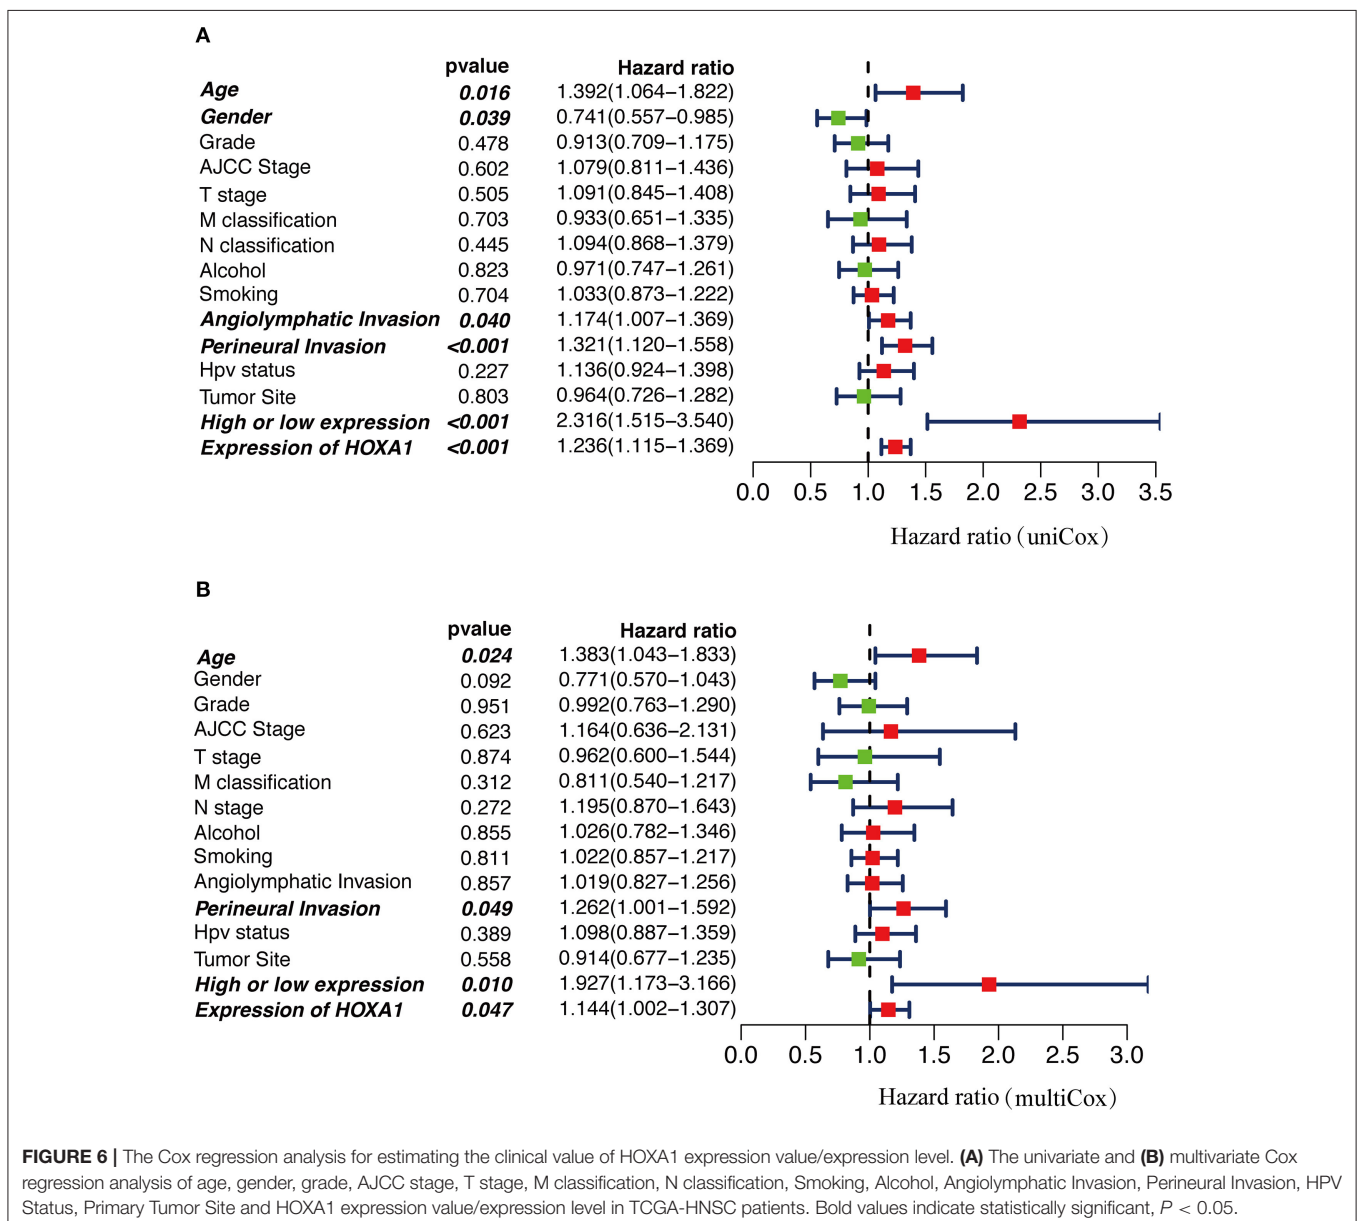 A
pvalue Hazard ratio
Age 0.016 1.392(1.064−1.822)
Gender 0.039 0.741(0.557−0.985)
Grade 0.478 0.913(0.709−1.175)
AJCC Stage 0.602 1.079(0.811−1.436)
T stage 0.505 1.091(0.845−1.408)
M classification 0.703 0.933(0.651−1.335)
N classification 0.445 1.094(0.868−1.379)
Alcohol 0.823 0.971(0.747−1.261)
Smoking 0.704 1.033(0.873−1.222)
Angiolymphatic Invasion 0.040 1.174(1.007−1.369)
Perineural Invasion <0.001 1.321(1.120−1.558)
Hpv status 0.227 1.136(0.924−1.398)
Tumor Site 0.803 0.964(0.726−1.282)
High or low expression <0.001 2.316(1.515−3.540)
Expression of HOXA1 <0.001 1.236(1.115−1.369)
0.0 0.5 1.0 1.5 2.0 2.5 3.0 3.5
Hazard ratio (uniCox)
B
pvalue Hazard ratio
Age 0.024 1.383(1.043−1.833)
Gender 0.092 0.771(0.570−1.043)
Grade 0.951 0.992(0.763−1.290)
AJCC Stage 0.623 1.164(0.636−2.131)
T stage 0.874 0.962(0.600−1.544)
M classification 0.312 0.811(0.540−1.217)
N stage 0.272 1.195(0.870−1.643)
Alcohol 0.855 1.026(0.782−1.346)
Smoking 0.811 1.022(0.857−1.217)
Angiolymphatic Invasion 0.857 1.019(0.827−1.256)
Perineural Invasion 0.049 1.262(1.001−1.592)
Hpv status 0.389 1.098(0.887−1.359)
Tumor Site 0.558 0.914(0.677−1.235)
High or low expression 0.010 1.927(1.173−3.166)
Expression of HOXA1 0.047 1.144(1.002−1.307)
0.0 0.5 1.0 1.5 2.0 2.5 3.0
Hazard ratio (multiCox)
FIGURE 6 | The Cox regression analysis for estimating the clinical value of HOXA1 expression value/expression level. (A) The univariate and (B) multivariate Cox
regression analysis of age, gender, grade, AJCC stage, T stage, M classification, N classification, Smoking, Alcohol, Angiolymphatic Invasion, Perineural Invasion, HPV
Status, Primary Tumor Site and HOXA1 expression value/expression level in TCGA-HNSC patients. Bold values indicate statistically significant, P < 0.05.